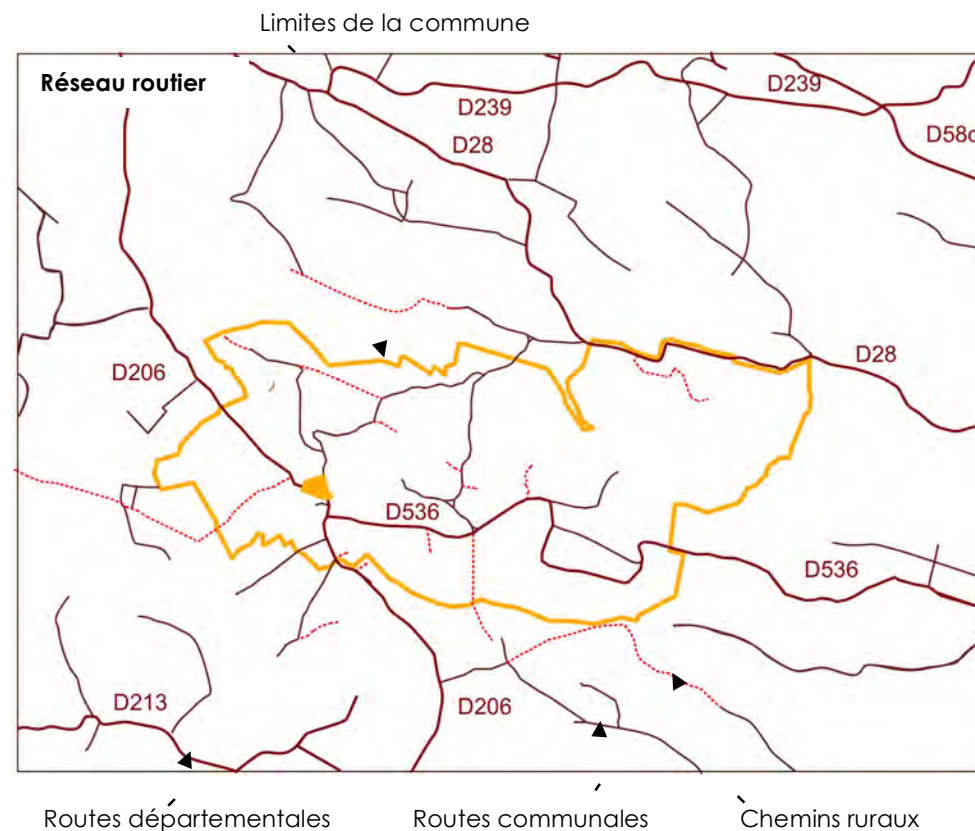 Limites de la commune
Réseau routier
D239
D239
D28
D58c
D206
D28
D536
D536
D213
D206
Routes départementales
Routes communales
Chemins ruraux